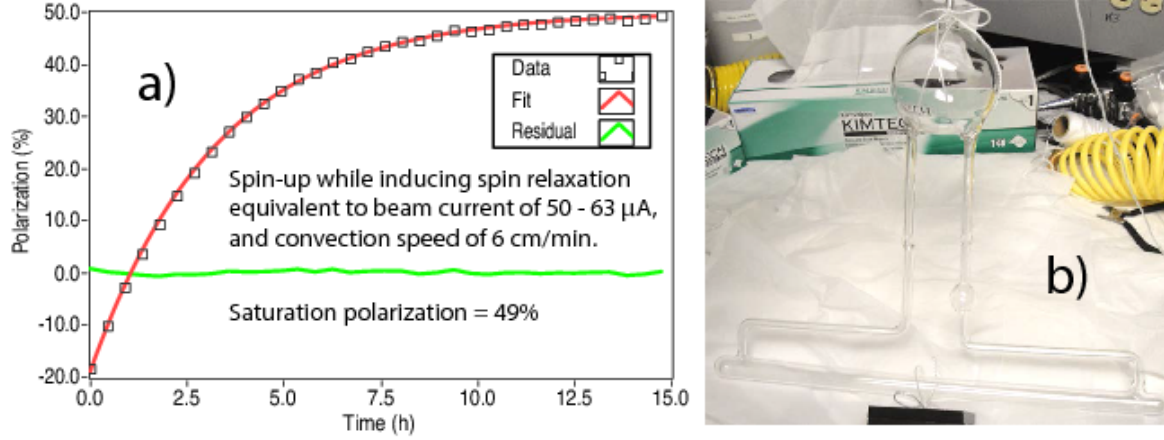 50.0
40.0
30.0
20.0
10.0
0.0
-10.0
-20.0
Polarization (%)
a)
Data
Fit
Residual
Spin-up while inducing spin relaxation
equivalent to beam current of 50 - 63 μA,
and convection speed of 6 cm/min.
Saturation polarization = 49%
0.0 2.5 5.0 7.5 10.0 12.5 15.0
Time (h)
KIMTECH
b)